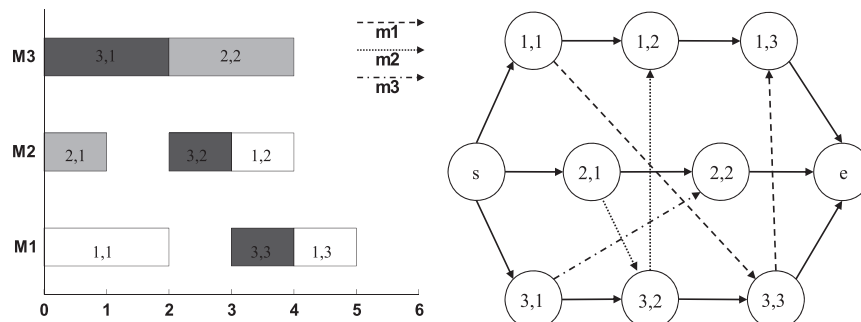 M3 3,1 2,2
M2 2,1 3,2 1,2
M1 1,1 3,3 1,3
0 1 2 3 4 5 6
m1
m2
m3
1,1 1,2 1,3
s 2,1 2,2 e
3,1 3,2 3,3